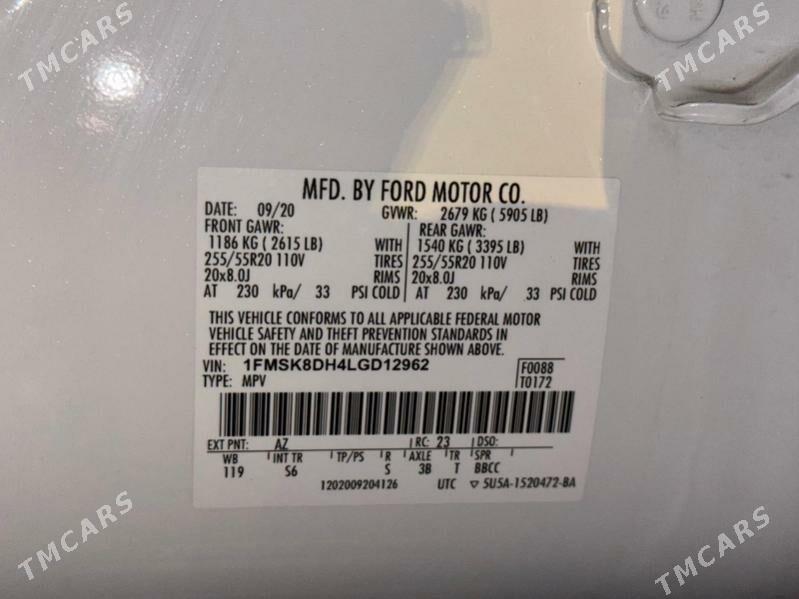 TMCARS
TMCARS
MFD. BY FORD MOTOR CO.
DATE: 09/20 GVWR: 2679 KG ( 5905 LB)
FRONT GAWR: REAR GAWR:
1186 KG ( 2615 LB) WITH 1540 KG ( 3395 LB) WITH
255/55R20 110V TIRES 255/55R20 110V TIRES
20x8.0J RIMS 20x8.0J RIMS
AT 230 kPa/ 33 PSI COLD AT 230 kPa/ 33 PSI COLD
THIS VEHICLE CONFORMS TO ALL APPLICABLE FEDERAL MOTOR
VEHICLE SAFETY AND THEFT PREVENTION STANDARDS IN
EFFECT ON THE DATE OF MANUFACTURE SHOWN ABOVE.
VIN: 1FMSK8DH4LGD12962 F0088
TYPE: MPV T0172
EXT PNT: AZ RC: 23 DSO:
WB INT TR TP/PS R AXLE TR SPR
119 S6 S 3B T BBCC
1202009204126 UTC ▽ 5U5A-1520472-BA
TMCARS
TMCARS